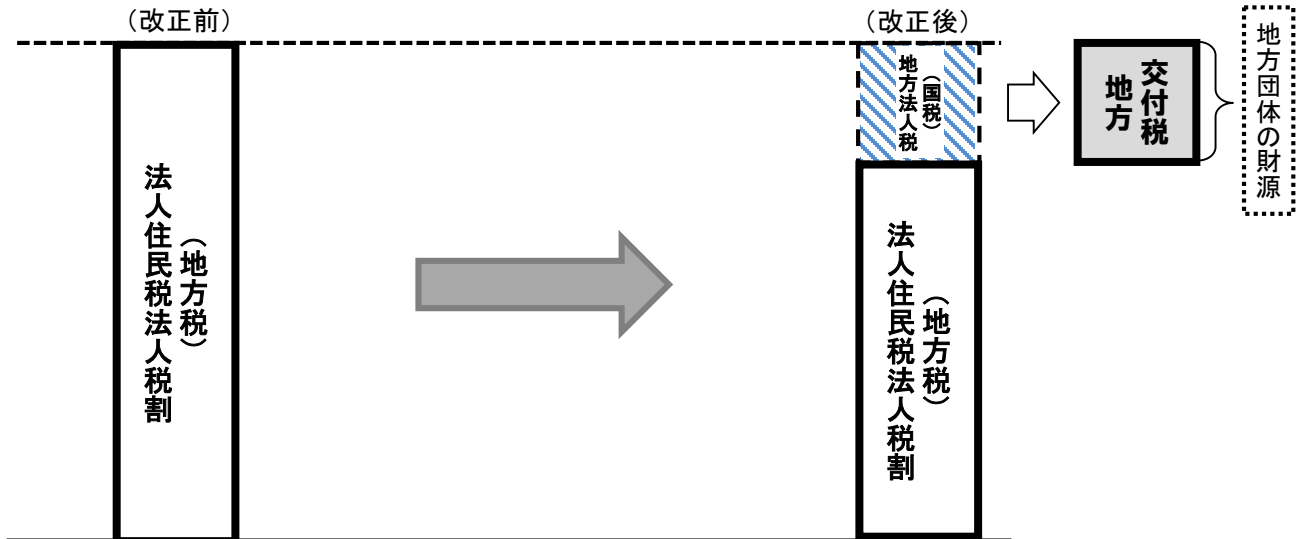 （改正前）
法人住民税法人税割
（地方税）
（改正後）
地方法人税
（国税）
法人住民税法人税割
（地方税）
地方
交付税
地方団体の財源